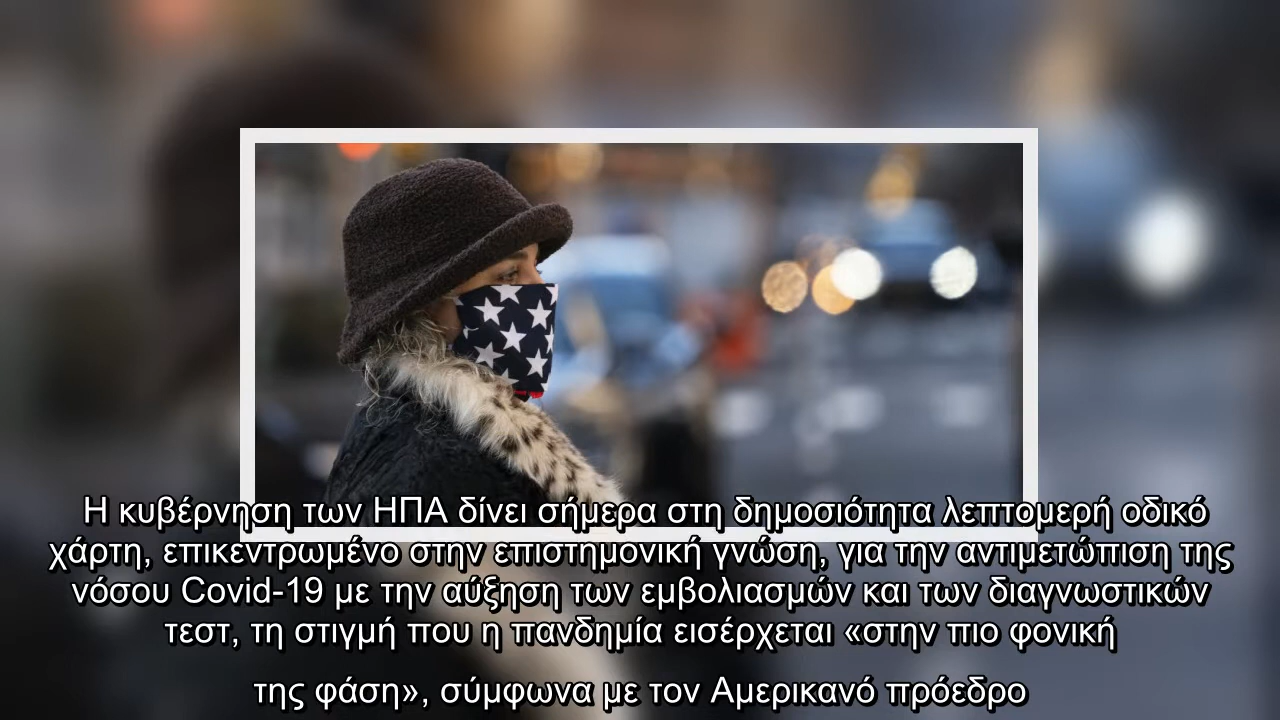 Η κυβέρνηση των ΗΠΑ δίνει σήμερα στη δημοσιότητα λεπτομερή οδικό
χάρτη, επικεντρωμένο στην επιστημονική γνώση, για την αντιμετώπιση της
νόσου Covid-19 με την αύξηση των εμβολιασμών και των διαγνωστικών
τεστ, τη στιγμή που η πανδημία εισέρχεται «στην πιο φονική
της φάση», σύμφωνα με τον Αμερικανό πρόεδρο